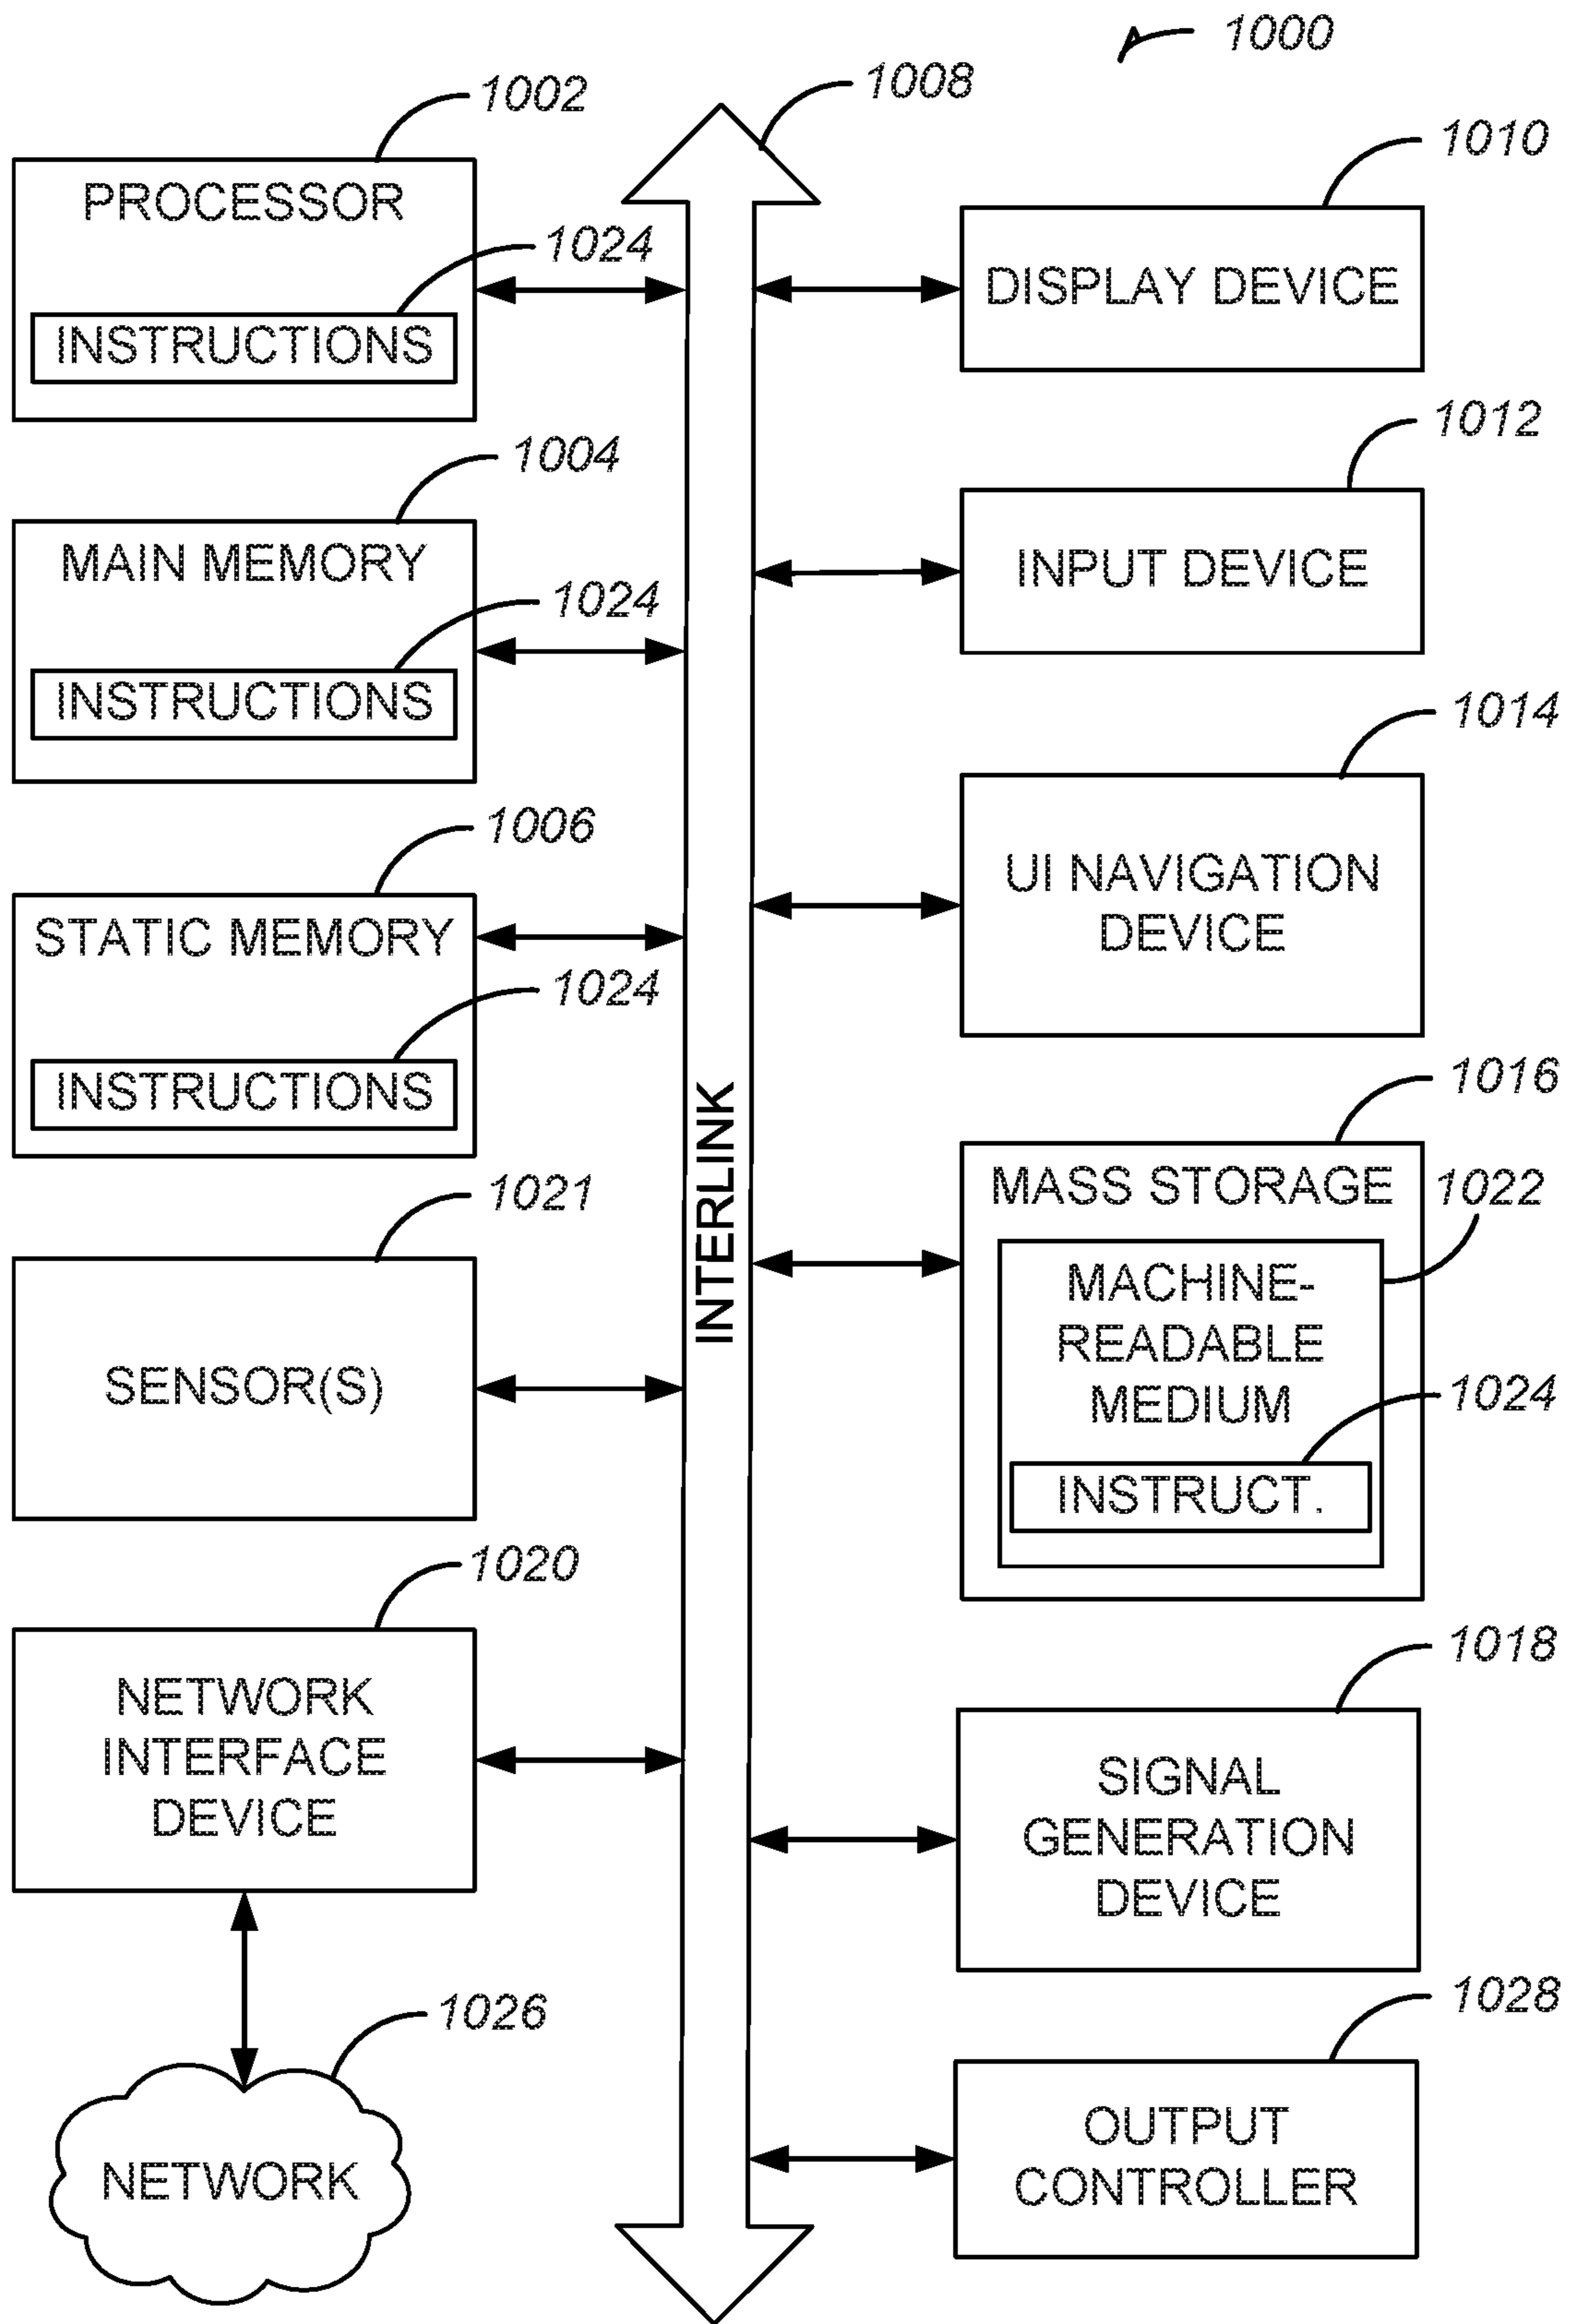 1000
1002
PROCESSOR
1024
INSTRUCTIONS
1004
MAIN MEMORY
1024
INSTRUCTIONS
1006
STATIC MEMORY
1024
INSTRUCTIONS
1021
SENSOR(S)
1020
NETWORK
INTERFACE
DEVICE
1026
NETWORK
1008
INTERLINK
1010
DISPLAY DEVICE
1012
INPUT DEVICE
1014
UI NAVIGATION
DEVICE
1016
MASS STORAGE
1022
MACHINE-
READABLE
MEDIUM
1024
INSTRUCT.
1018
SIGNAL
GENERATION
DEVICE
1028
OUTPUT
CONTROLLER